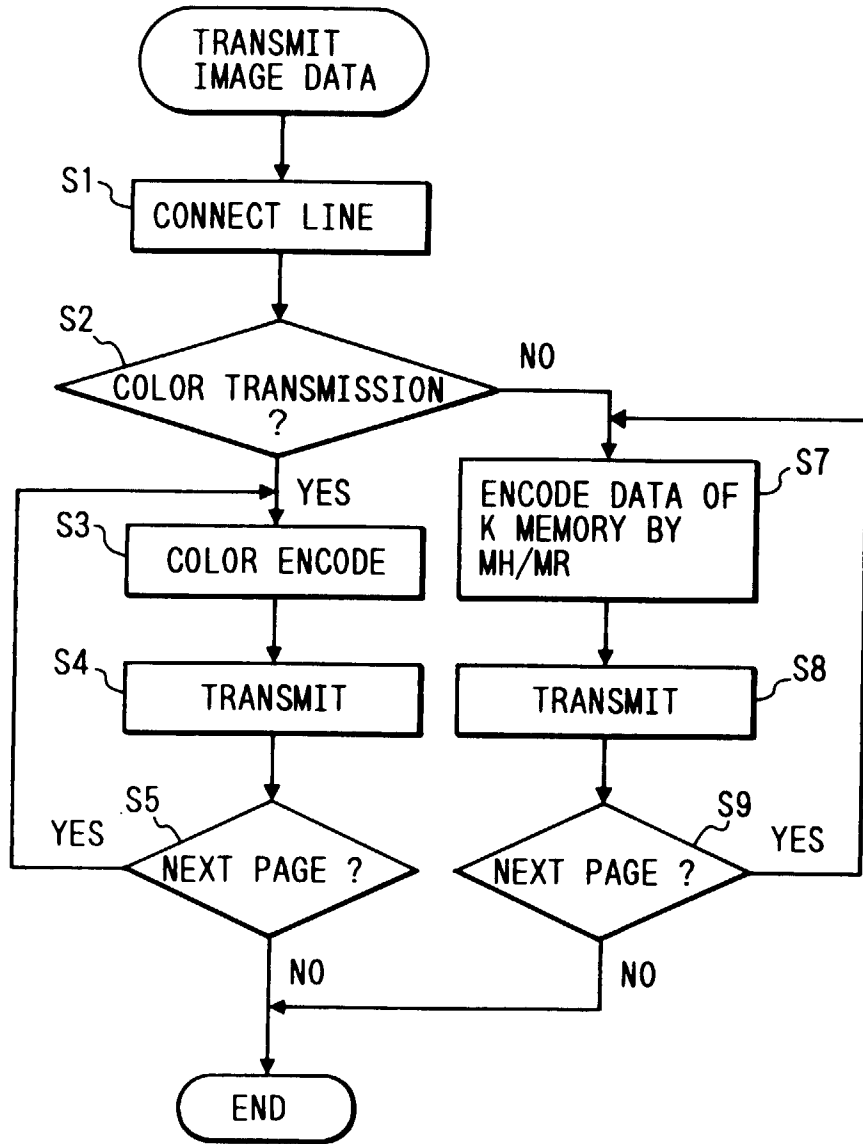 TRANSMIT
IMAGE DATA
S1
CONNECT LINE
S2
NO
COLOR TRANSMISSION
?
YES
S3
COLOR ENCODE
S7
ENCODE DATA OF
K MEMORY BY
MH/MR
S4
TRANSMIT
S8
TRANSMIT
S5
YES
NEXT PAGE ?
NO
S9
YES
NEXT PAGE ?
NO
END